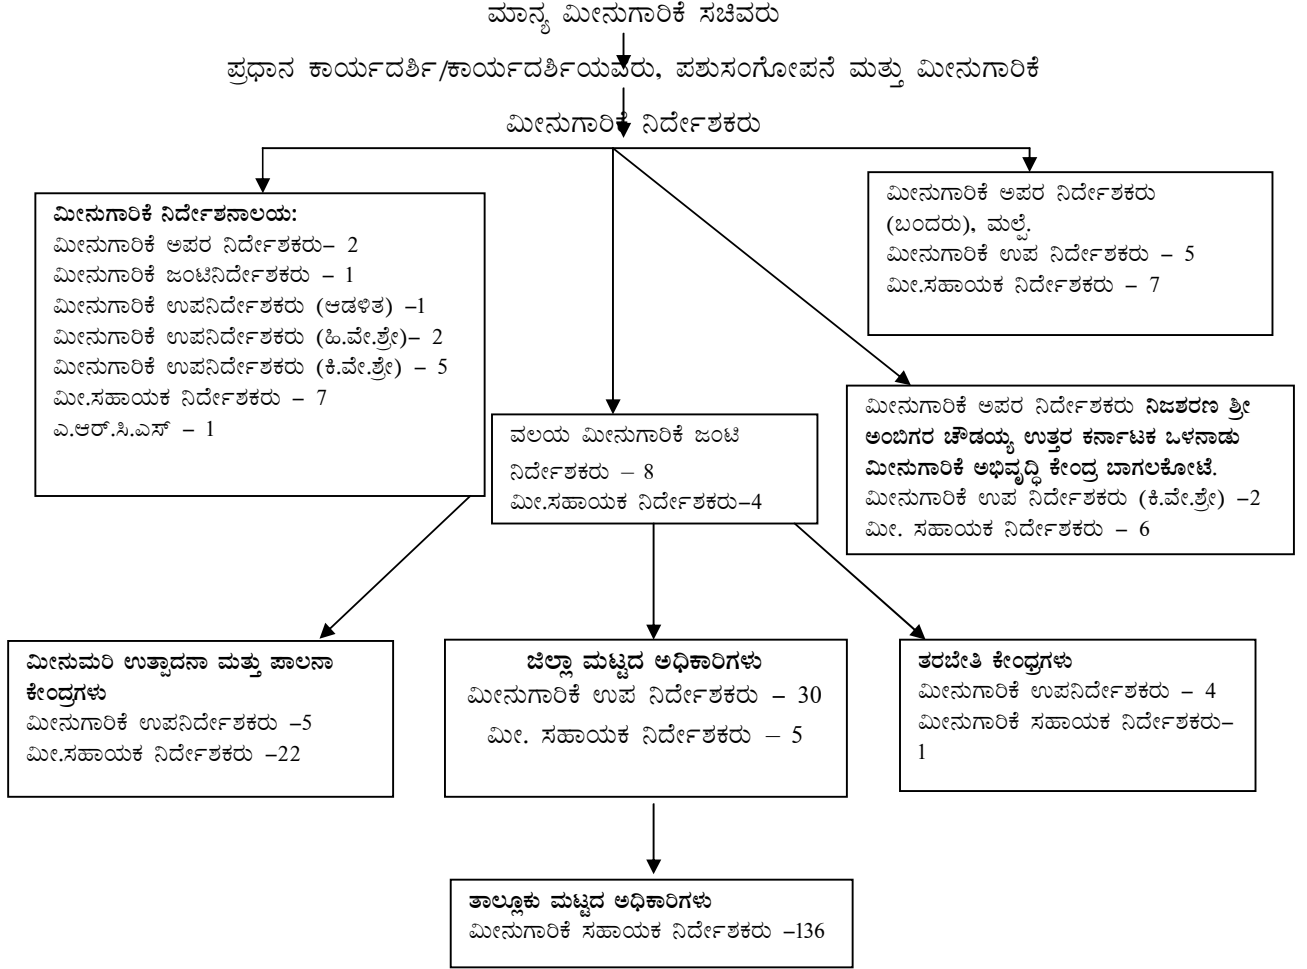 ಮಾನ್ಯ ಮೀನುಗಾರಿಕೆ ಸಚಿವರು
ಪ್ರಧಾನ ಕಾರ್ಯದರ್ಶಿ/ಕಾರ್ಯದರ್ಶಿಯವರು, ಪಶುಸಂಗೋಪನೆ ಮತ್ತು ಮೀನುಗಾರಿಕೆ
ಮೀನುಗಾರಿಕೆ ನಿರ್ದೇಶಕರು
ಮೀನುಗಾರಿಕೆ ನಿರ್ದೇಶನಾಲಯ:
ಮೀನುಗಾರಿಕೆ ಅಪರ ನಿರ್ದೇಶಕರು– 2
ಮೀನುಗಾರಿಕೆ ಜಂಟಿನಿರ್ದೇಶಕರು – 1
ಮೀನುಗಾರಿಕೆ ಉಪನಿರ್ದೇಶಕರು (ಆಡಳಿತ) –1
ಮೀನುಗಾರಿಕೆ ಉಪನಿರ್ದೇಶಕರು (ಹಿ.ವೇ.ಶ್ರೇ)– 2
ಮೀನುಗಾರಿಕೆ ಉಪನಿರ್ದೇಶಕರು (ಕಿ.ವೇ.ಶ್ರೇ) – 5
ಮೀ.ಸಹಾಯಕ ನಿರ್ದೇಶಕರು – 7
ಎ.ಆರ್.ಸಿ.ಎಸ್ – 1
ಮೀನುಗಾರಿಕೆ ಅಪರ ನಿರ್ದೇಶಕರು
(ಬಂದರು), ಮಲ್ಪೆ.
ಮೀನುಗಾರಿಕೆ ಉಪ ನಿರ್ದೇಶಕರು – 5
ಮೀ.ಸಹಾಯಕ ನಿರ್ದೇಶಕರು – 7
ವಲಯ ಮೀನುಗಾರಿಕೆ ಜಂಟಿ
ನಿರ್ದೇಶಕರು – 8
ಮೀ.ಸಹಾಯಕ ನಿರ್ದೇಶಕರು–4
ಮೀನುಗಾರಿಕೆ ಅಪರ ನಿರ್ದೇಶಕರು ನಿಜಶರಣ ಶ್ರೀ
ಅಂಬಿಗರ ಚೌಡಯ್ಯ ಉತ್ತರ ಕರ್ನಾಟಕ ಒಳನಾಡು
ಮೀನುಗಾರಿಕೆ ಅಭಿವೃದ್ಧಿ ಕೇಂದ್ರ ಬಾಗಲಕೋಟೆ.
ಮೀನುಗಾರಿಕೆ ಉಪ ನಿರ್ದೇಶಕರು (ಕಿ.ವೇ.ಶ್ರೇ) –2
ಮೀ. ಸಹಾಯಕ ನಿರ್ದೇಶಕರು – 6
ಮೀನುಮರಿ ಉತ್ಪಾದನಾ ಮತ್ತು ಪಾಲನಾ
ಕೇಂದ್ರಗಳು
ಮೀನುಗಾರಿಕೆ ಉಪನಿರ್ದೇಶಕರು –5
ಮೀ.ಸಹಾಯಕ ನಿರ್ದೇಶಕರು –22
ಜಿಲ್ಲಾ ಮಟ್ಟದ ಅಧಿಕಾರಿಗಳು
ಮೀನುಗಾರಿಕೆ ಉಪ ನಿರ್ದೇಶಕರು – 30
ಮೀ. ಸಹಾಯಕ ನಿರ್ದೇಶಕರು – 5
ತರಬೇತಿ ಕೇಂಧ್ರಗಳು
ಮೀನುಗಾರಿಕೆ ಉಪನಿರ್ದೇಶಕರು – 4
ಮೀನುಗಾರಿಕೆ ಸಹಾಯಕ ನಿರ್ದೇಶಕರು–
1
ತಾಲ್ಲೂಕು ಮಟ್ಟದ ಅಧಿಕಾರಿಗಳು
ಮೀನುಗಾರಿಕೆ ಸಹಾಯಕ ನಿರ್ದೇಶಕರು –136